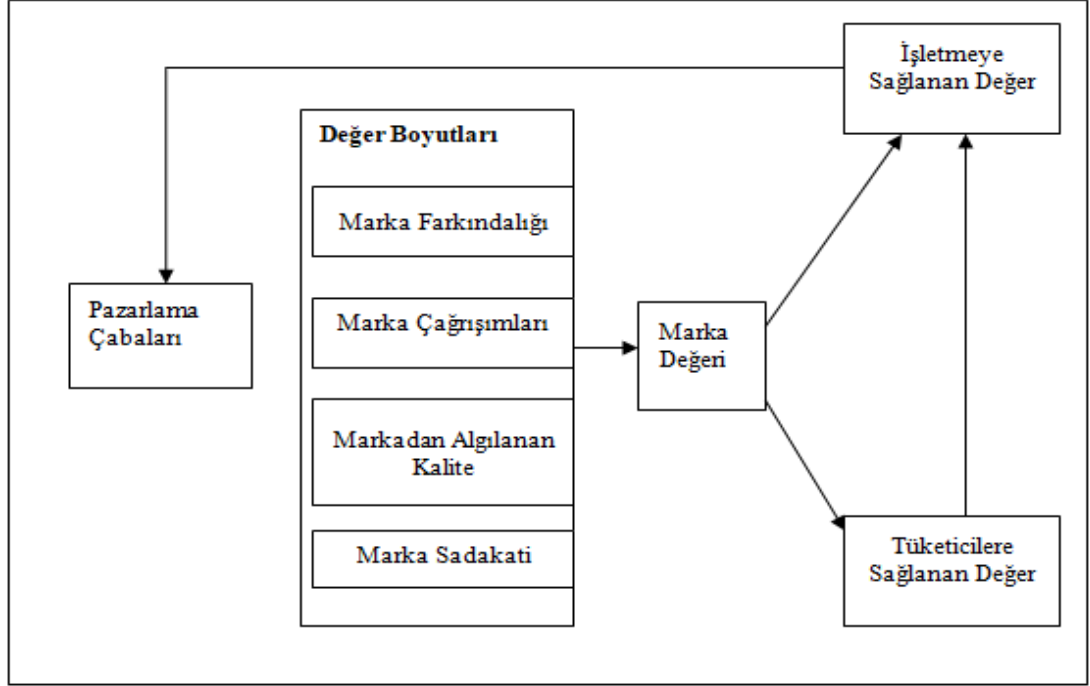 İşletmeye
Sağlanan Değer
Değer Boyutları
Marka Farkındalığı
Pazarlama
Çabaları
Marka Çağrışımları
Marka
Değeri
Markadan Algılanan
Kalite
Marka Sadakati
Tüketicilere
Sağlanan Değer